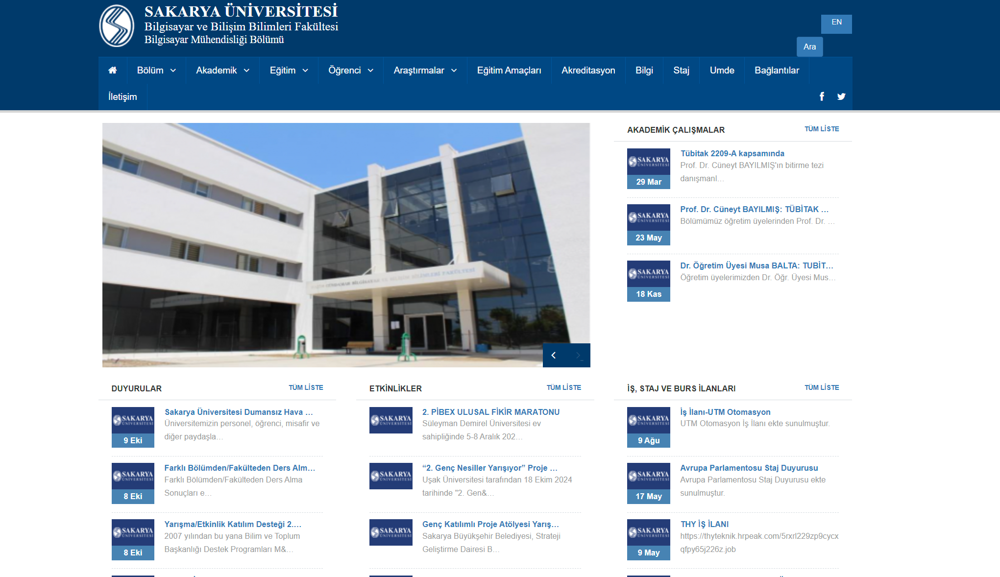 SAKARYA ÜNİVERSİTESİ
Bilgisayar ve Bilişim Bilimleri Fakültesi
Bilgisayar Mühendisliği Bölümü
EN
Ara
Bölüm
Akademik
Eğitim
Öğrenci
Araştırmalar
Eğitim Amaçları
Akreditasyon
Bilgi
Staj
Umde
Bağlantılar
İletişim
BİLGİSAYAR VE BİLİŞİM BİLİMLERİ FAKÜLTESİ
AKADEMİK ÇALIŞMALAR
TÜM LİSTE
SAKARYA
ÜNİVERSİTESİ
29 Mar
Tübitak 2209-A kapsamında
Prof. Dr. Cüneyt BAYILMIŞ'ın bitirme tezi
danışmanl...
SAKARYA
ÜNİVERSİTESİ
23 May
Prof. Dr. Cüneyt BAYILMIŞ: TÜBİTAK ...
Bölümümüz öğretim üyelerinden Prof. Dr. ...
SAKARYA
ÜNİVERSİTESİ
18 Kas
Dr. Öğretim Üyesi Musa BALTA: TUBİT...
Öğretim üyelerimizden Dr. Öğr. Üyesi Mus...
DUYURULAR
TÜM LİSTE
SAKARYA
ÜNİVERSİTESİ
9 Eki
Sakarya Üniversitesi Dumansız Hava ...
Üniversitemizin personel, öğrenci, misafir ve
diğer paydaşla...
SAKARYA
ÜNİVERSİTESİ
8 Eki
Farklı Bölümden/Fakülteden Ders Alm...
Farklı Bölümden/Fakülteden Ders Alma
Sonuçları e...
SAKARYA
ÜNİVERSİTESİ
8 Eki
Yarışma/Etkinlik Katılım Desteği 2....
2007 yılından bu yana Bilim ve Toplum
Başkanlığı Destek Programları M&...
ETKİNLİKLER
TÜM LİSTE
SAKARYA
ÜNİVERSİTESİ
2. PİBEX ULUSAL FİKİR MARATONU
Süleyman Demirel Üniversitesi ev
sahipliğinde 5-8 Aralık 202...
SAKARYA
ÜNİVERSİTESİ
“2. Genç Nesiller Yarışıyor” Proje ...
Uşak Üniversitesi tarafından 18 Ekim 2024
tarihinde "2. Gen&...
SAKARYA
ÜNİVERSİTESİ
Genç Katılımlı Proje Atölyesi Yarış...
Sakarya Büyükşehir Belediyesi, Strateji
Geliştirme Dairesi B...
İŞ, STAJ VE BURS İLANLARI
TÜM LİSTE
SAKARYA
ÜNİVERSİTESİ
9 Ağu
İş İlanı-UTM Otomasyon
UTM Otomasyon İş İlanı ekte sunulmuştur.
SAKARYA
ÜNİVERSİTESİ
17 May
Avrupa Parlamentosu Staj Duyurusu
Avrupa Parlamentosu Staj Duyurusu ekte
sunulmuştur.
SAKARYA
ÜNİVERSİTESİ
9 May
THY İŞ İLANI
https://thyteknik.hrpeak.com/5rxrl229zp9cycx
qfpy65j226z.job